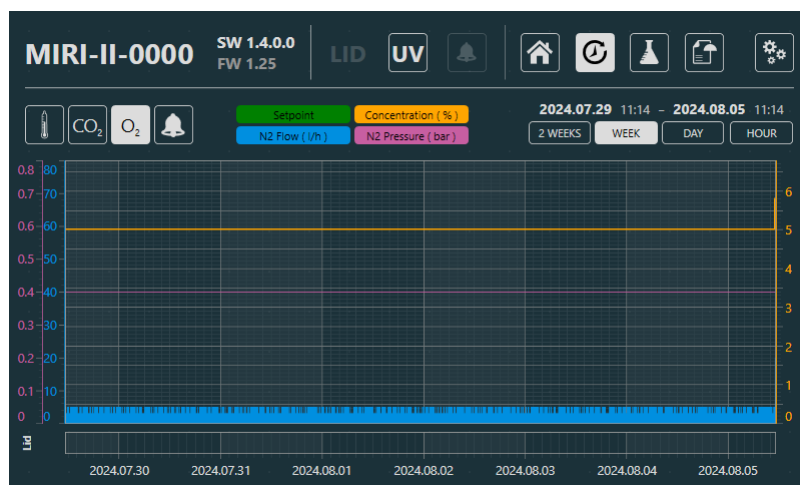 MIRI-II-0000 SW 1.4.0.0 LID UV
FW 1.25
CO2 O2 Setpoint Concentration ( % ) 2024.07.29 11:14 – 2024.08.05 11:14
N2 Flow ( l/h ) N2 Pressure ( bar ) 2 WEEKS WEEK DAY HOUR
0.8 80
0.7 70 6
0.6 60 5
0.5 50
0.4 40 4
0.3 30 3
0.2 20 2
0.1 10 1
0 0 0
Lid
2024.07.30 2024.07.31 2024.08.01 2024.08.02 2024.08.03 2024.08.04 2024.08.05